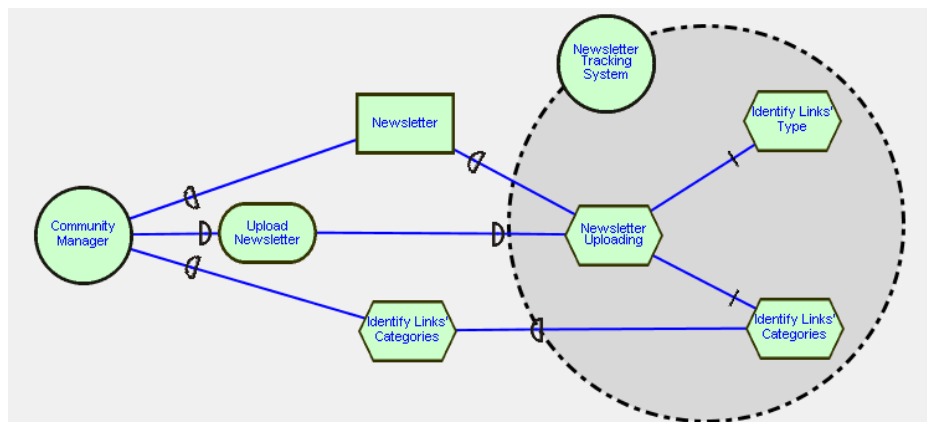 Newsletter
Tracking
System
Identify Links'
Type
Newsletter
Community
Manager
Upload
Newsletter
Newsletter
Uploading
Identify Links'
Categories
Identify Links'
Categories